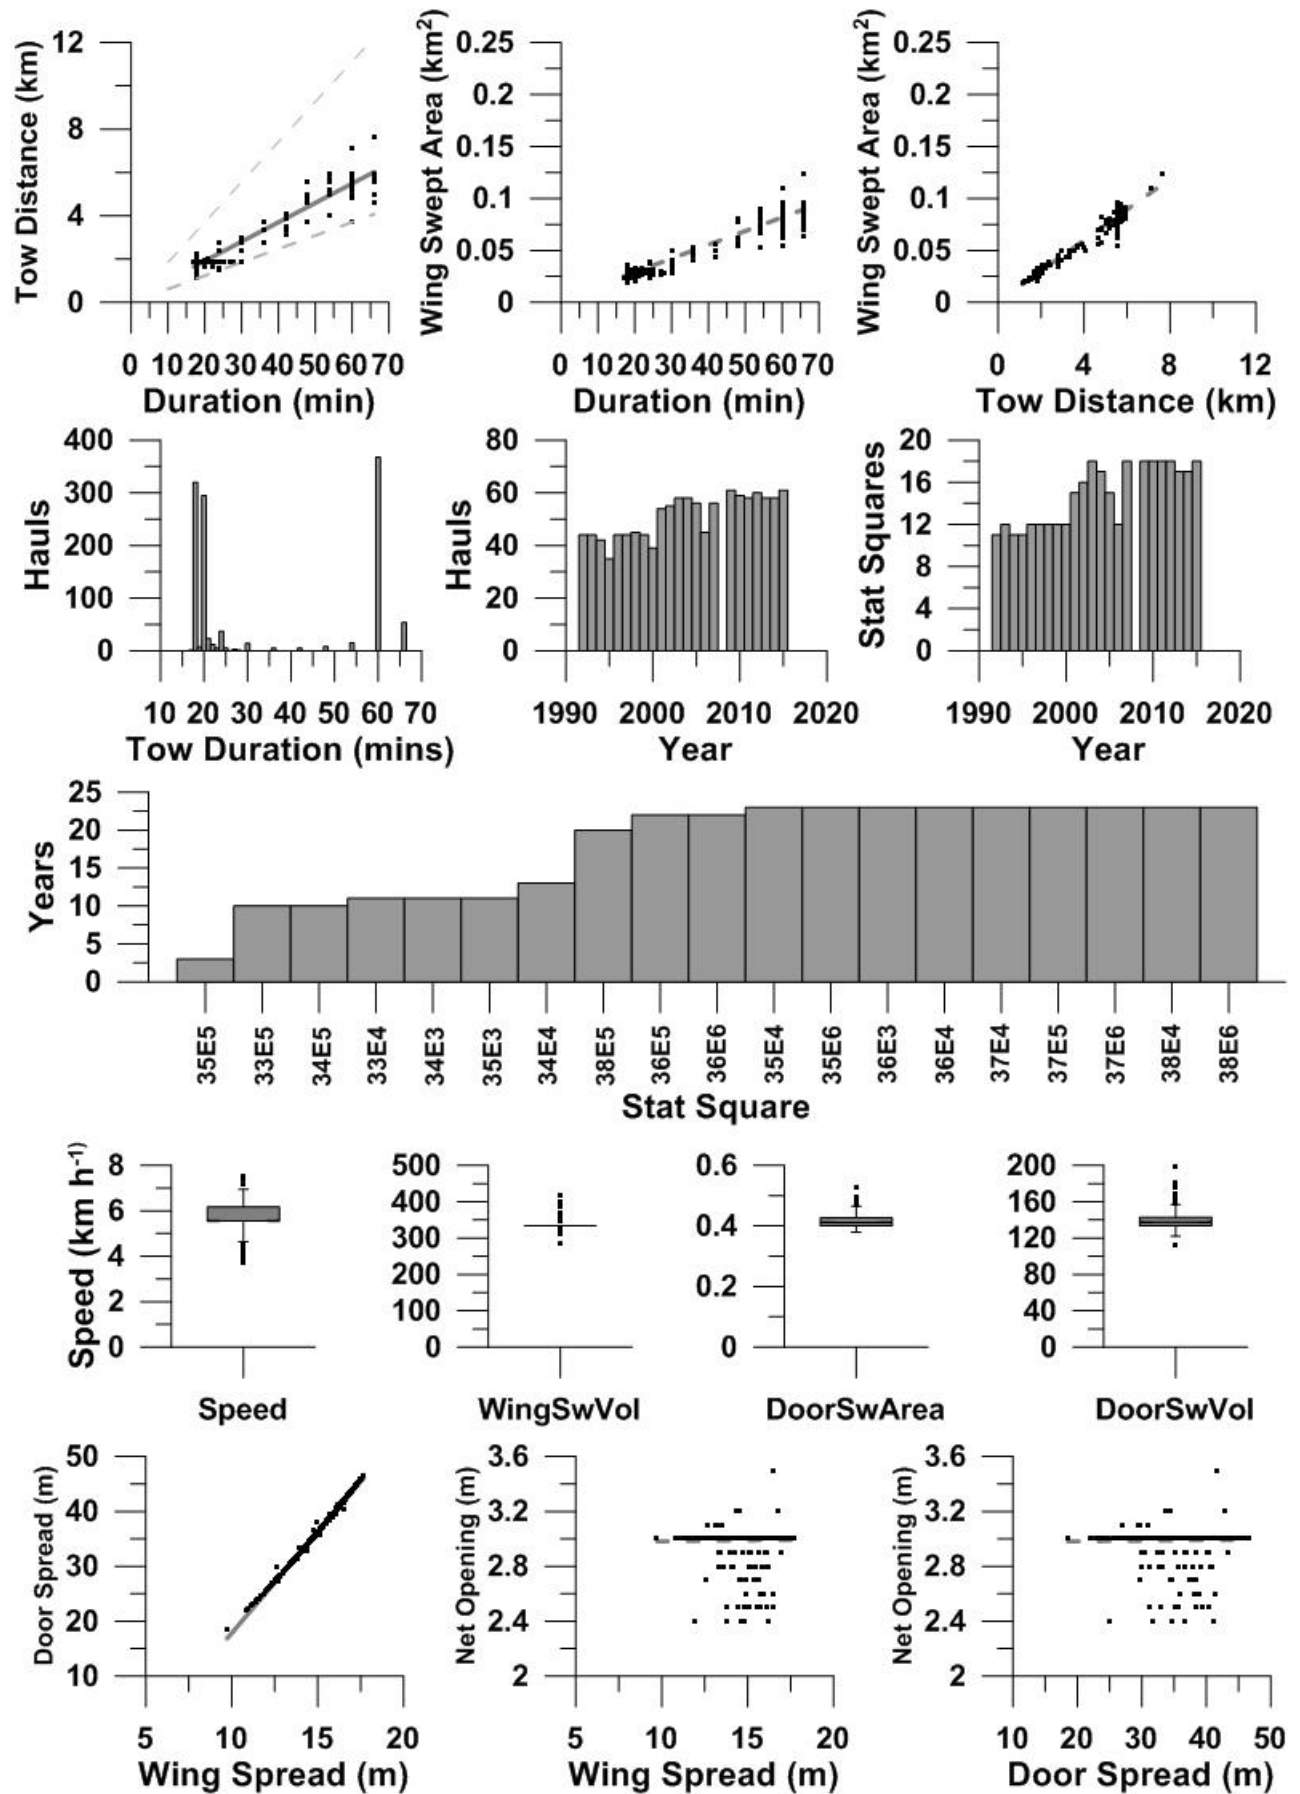 Tow Distance (km)
12
8
4
0
0 10 20 30 40 50 60 70
Duration (min)
Wing Swept Area (km²)
0.25
0.2
0.15
0.1
0.05
0
0 10 20 30 40 50 60 70
Duration (min)
Wing Swept Area (km²)
0.25
0.2
0.15
0.1
0.05
0
0 4 8 12
Tow Distance (km)
Hauls
400
300
200
100
0
10 20 30 40 50 60 70
Tow Duration (mins)
Hauls
80
60
40
20
0
1990 2000 2010 2020
Year
Stat Squares
20
16
12
8
4
0
1990 2000 2010 2020
Year
Years
25
20
15
10
5
0
35E5
33E5
34E5
33E4
34E3
35E3
34E4
38E5
36E5
36E6
35E4
35E6
36E3
36E4
37E4
37E5
37E6
38E4
38E6
Stat Square
Speed (km h⁻¹)
8
6
4
2
0
Speed
500
400
300
200
100
0
WingSwVol
0.6
0.4
0.2
0
DoorSwArea
200
160
120
80
40
0
DoorSwVol
Door Spread (m)
50
40
30
20
10
5 10 15 20
Wing Spread (m)
Net Opening (m)
3.6
3.2
2.8
2.4
2
5 10 15 20
Wing Spread (m)
Net Opening (m)
3.6
3.2
2.8
2.4
2
10 20 30 40 50
Door Spread (m)